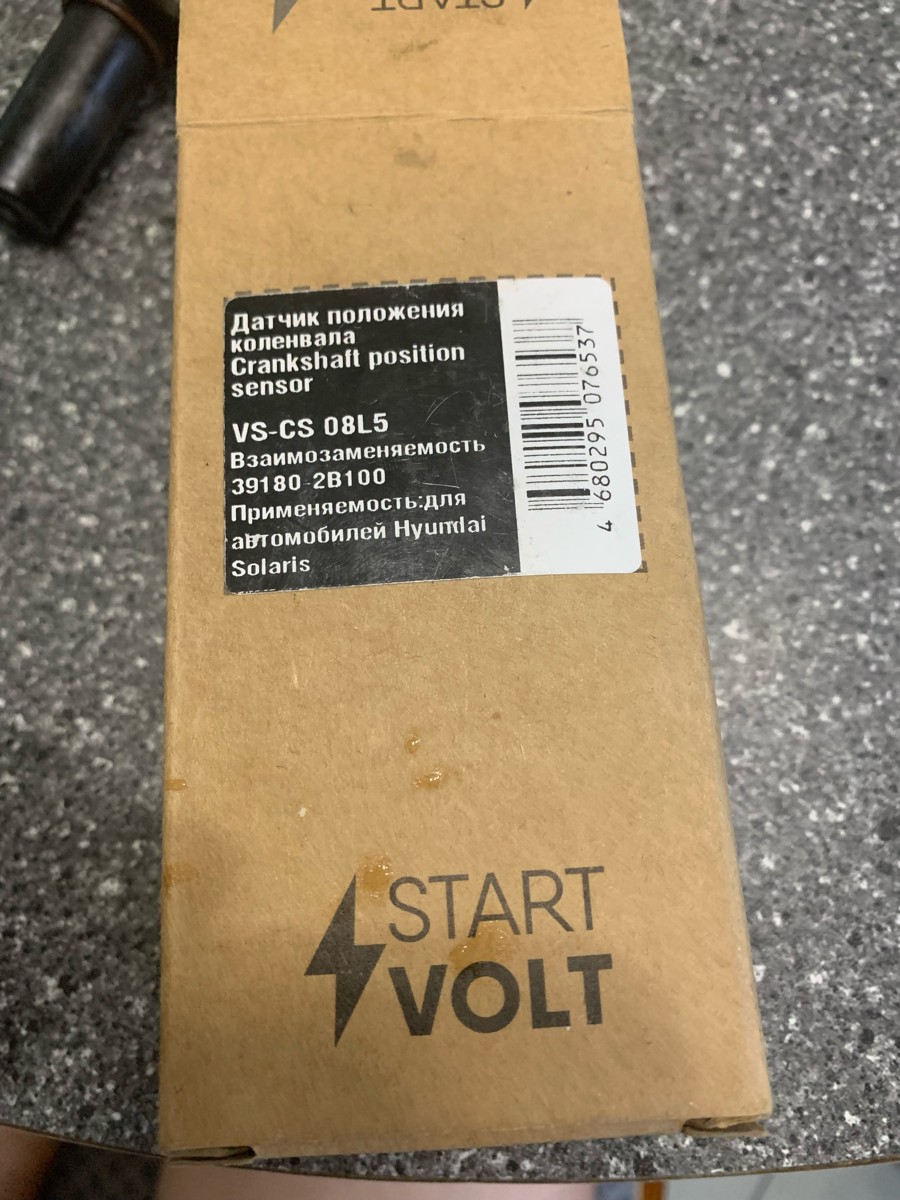 START
Датчик положения
коленвала
Crankshaft position
sensor
VS-CS 08L5
Взаимозаменяемость
39180-2B100
Применяемость:для
автомобилей Hyundai
Solaris
4 680295 076537
START
VOLT